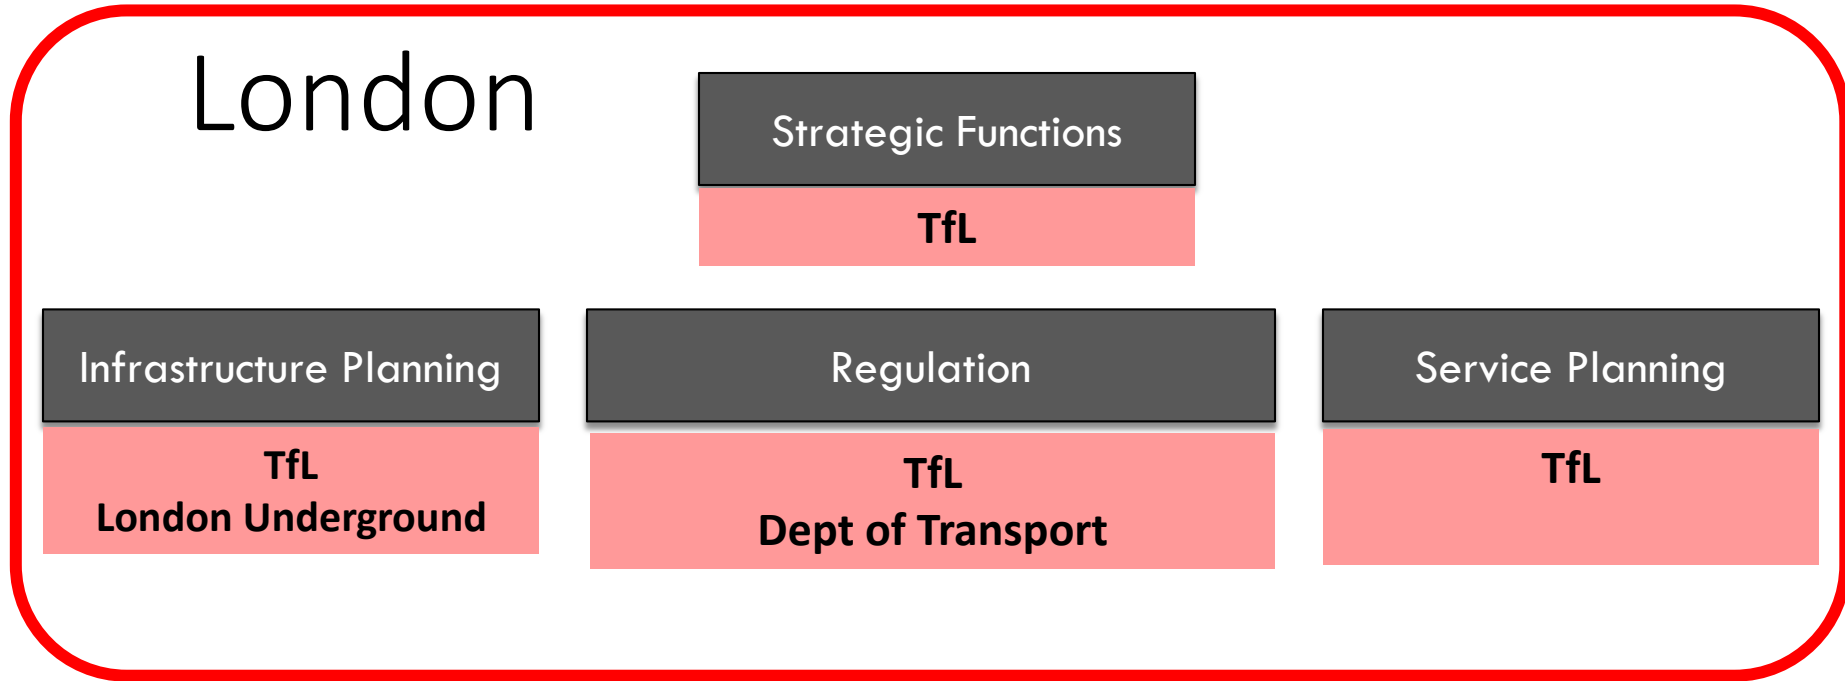 London
Strategic Functions
TfL
Infrastructure Planning
TfL
London Underground
Regulation
TfL
Dept of Transport
Service Planning
TfL